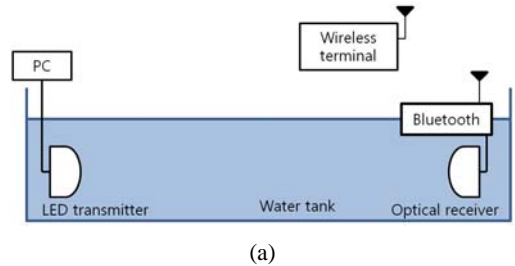 Wireless
terminal
PC
Bluetooth
LED transmitter
Water tank
Optical receiver
(a)